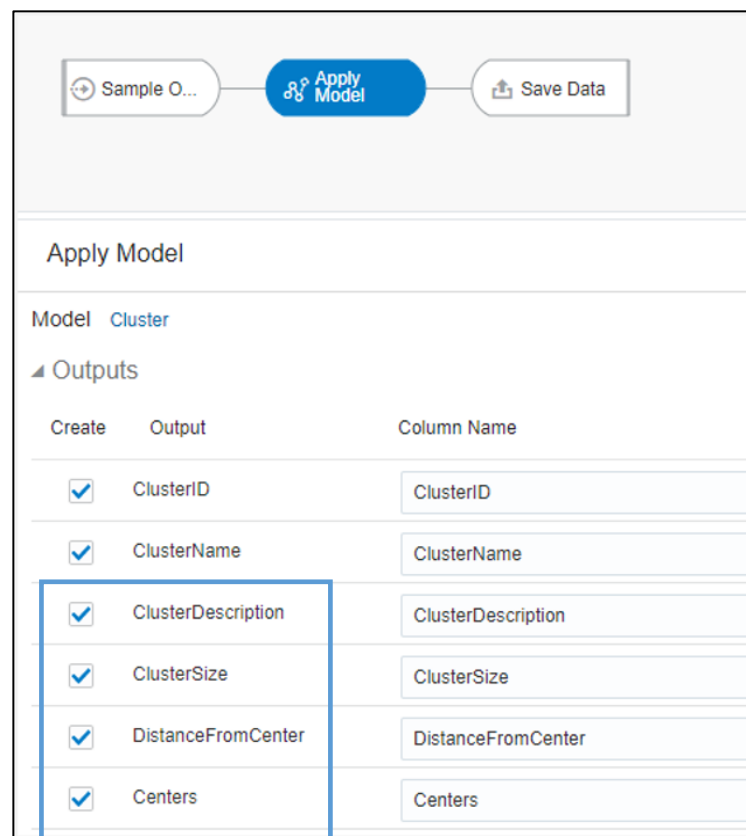 Sample O...
Apply
Model
Save Data
Apply Model
Model Cluster
Outputs
Create Output Column Name
ClusterID ClusterID
ClusterName ClusterName
ClusterDescription ClusterDescription
ClusterSize ClusterSize
DistanceFromCenter DistanceFromCenter
Centers Centers